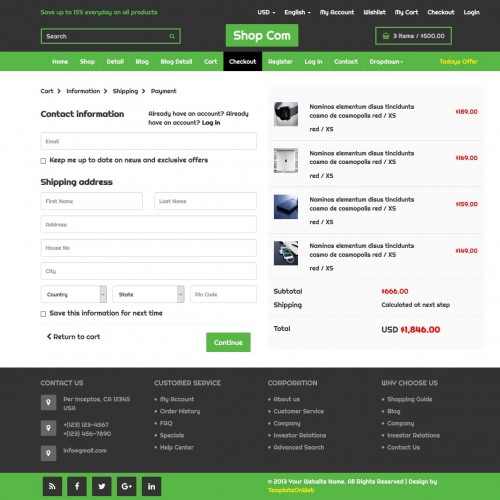 Save up to 15% everyday on all products
USD English My Account Wishlist My Cart Checkout Login
Search
Shop Com
3 Items / $500.00
Home Shop Detail Blog Blog Detail Cart Checkout Register Log In Contact Dropdown Todays Offer
Cart > Information > Shipping > Payment
Contact information
Already have an account? Already have an account? Log in
Email
Keep me up to date on news and exclusive offers
Shipping address
First Name Last Name
Address
House No
City
Country State Pin Code
Save this information for next time
Return to cart
Continue
Nominos elementum disus tincidunts
cosmo de cosmopolis red / XS
red / XS
$189.00
Nominos elementum disus tincidunts
cosmo de cosmopolis red / XS
red / XS
$169.00
Nominos elementum disus tincidunts
cosmo de cosmopolis red / XS
red / XS
$159.00
Nominos elementum disus tincidunts
cosmo de cosmopolis red / XS
red / XS
$149.00
Subtotal $666.00
Shipping Calculated at next step
Total USD $1,846.00
CONTACT US
Per Inceptos, CA 12345
USA
+(123) 123-4567
+(123) 456-7890
info@gmail.com
CUSTOMER SERVICE
My Account
Order History
FAQ
Specials
Help Center
CORPORATION
About us
Customer Service
Company
Investor Relations
Advanced Search
WHY CHOOSE US
Shopping Guide
Blog
Company
Investor Relations
Contact Us
© 2013 Your Website Name. All Rights Reserved | Design by
TemplateOnWeb